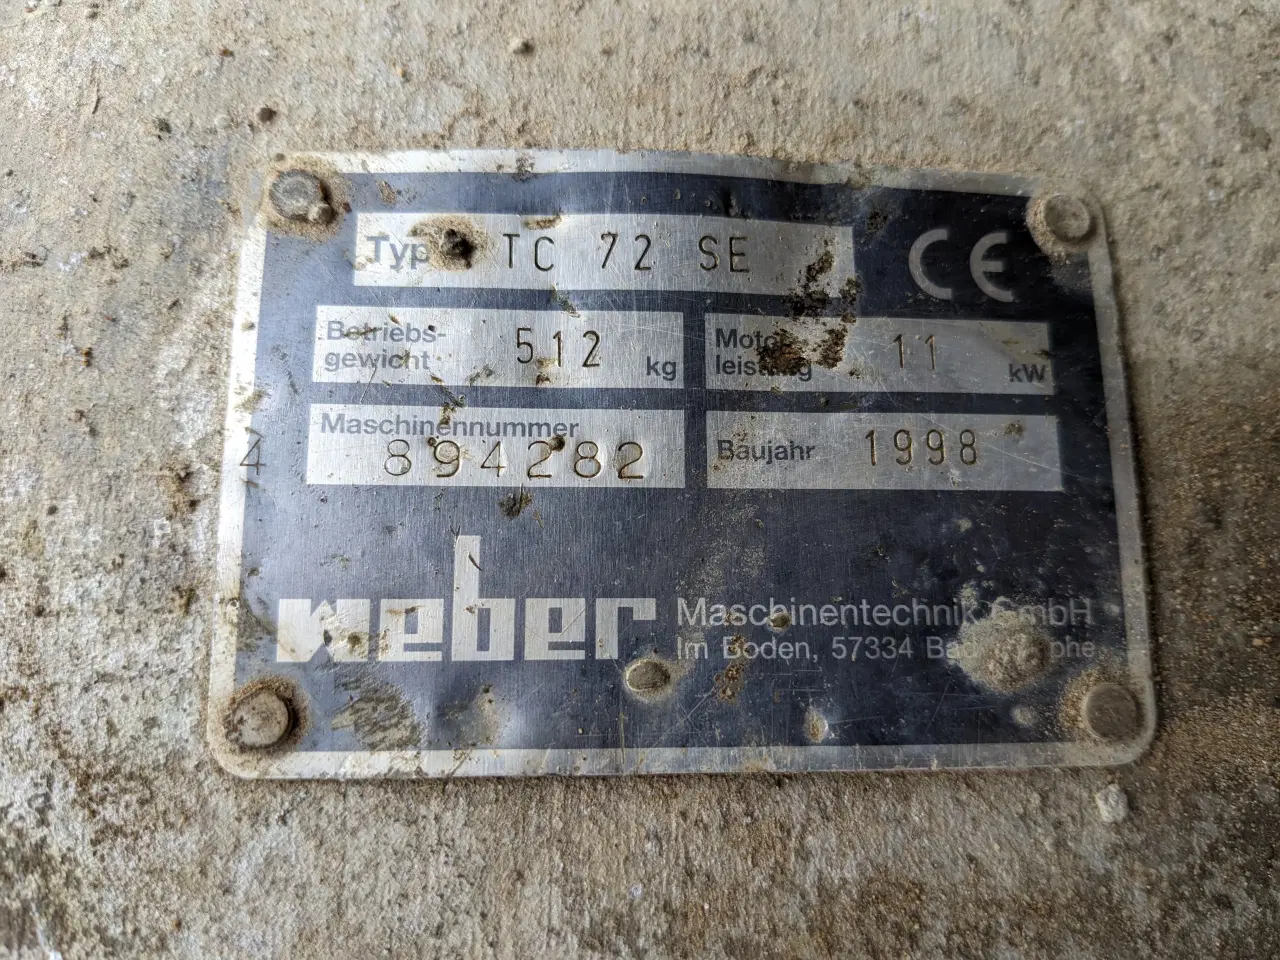 Typ TC 72 SE CE
Betriebs-
gewicht 512 kg
Motor
leistung 11 kW
Maschinennummer
4 894282
Baujahr 1998
weber Maschinentechnik GmbH
Im Boden, 57334 Bad